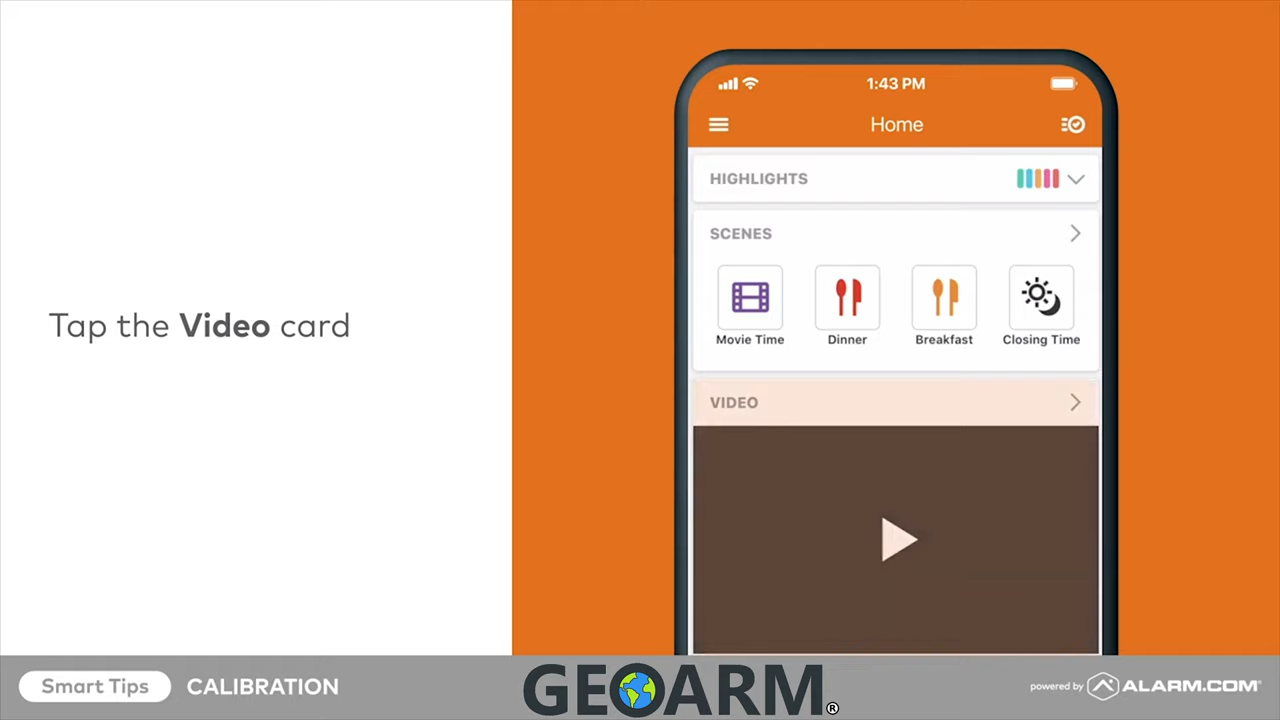 Tap the Video card
1:43 PM
Home
HIGHLIGHTS
SCENES
Movie Time
Dinner
Breakfast
Closing Time
VIDEO
Smart Tips
CALIBRATION
GEOARM®
powered by ALARM.COM®